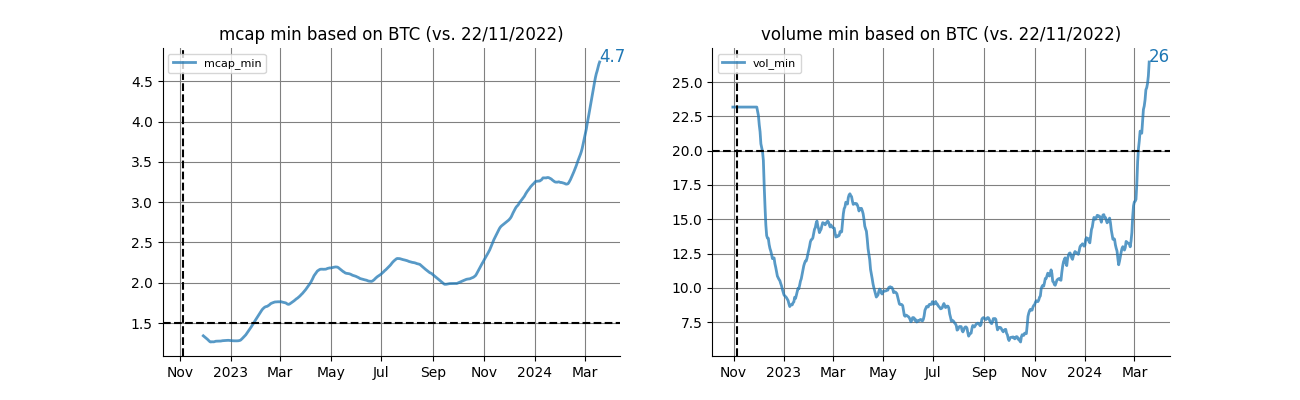 mcap min based on BTC (vs. 22/11/2022)
mcap_min
4.7
4.5
4.0
3.5
3.0
2.5
2.0
1.5
Nov 2023 Mar May Jul Sep Nov 2024 Mar
volume min based on BTC (vs. 22/11/2022)
vol_min
26
25.0
22.5
20.0
17.5
15.0
12.5
10.0
7.5
Nov 2023 Mar May Jul Sep Nov 2024 Mar